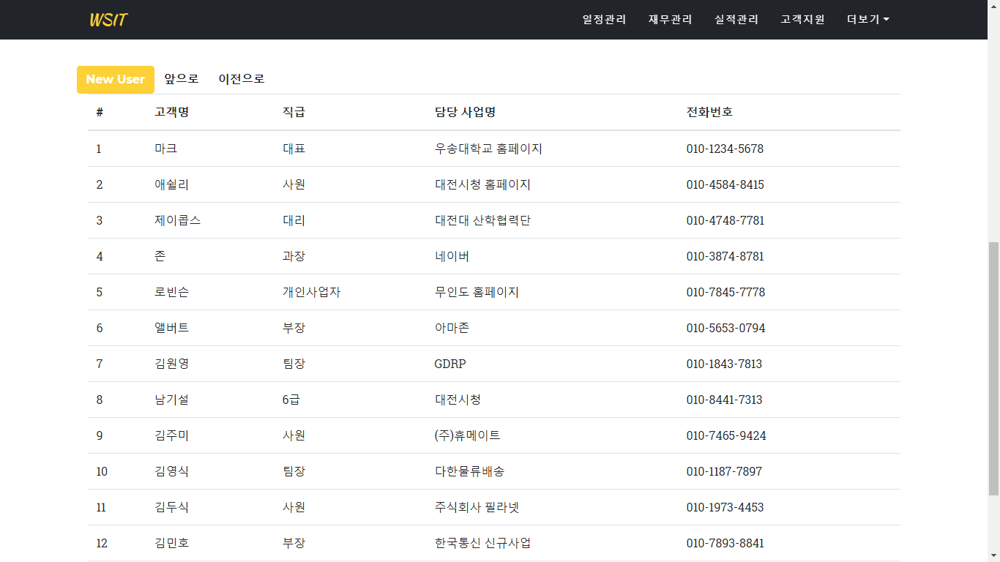 WSIT 일정관리 재무관리 실적관리 고객지원 더보기
New User 앞으로 이전으로
# 고객명 직급 담당 사업명 전화번호
1 마크 대표 우송대학교 홈페이지 010-1234-5678
2 애쉴리 사원 대전시청 홈페이지 010-4584-8415
3 제이콥스 대리 대전대 산학협력단 010-4748-7781
4 존 과장 네이버 010-3874-8781
5 로빈슨 개인사업자 무인도 홈페이지 010-7845-7778
6 앨버트 부장 아마존 010-5653-0794
7 김원영 팀장 GDRP 010-1843-7813
8 남기설 6급 대전시청 010-8441-7313
9 김주미 사원 (주)휴메이트 010-7465-9424
10 김영식 팀장 다한물류배송 010-1187-7897
11 김두식 사원 주식회사 필라넷 010-1973-4453
12 김민호 부장 한국통신 신규사업 010-7893-8841